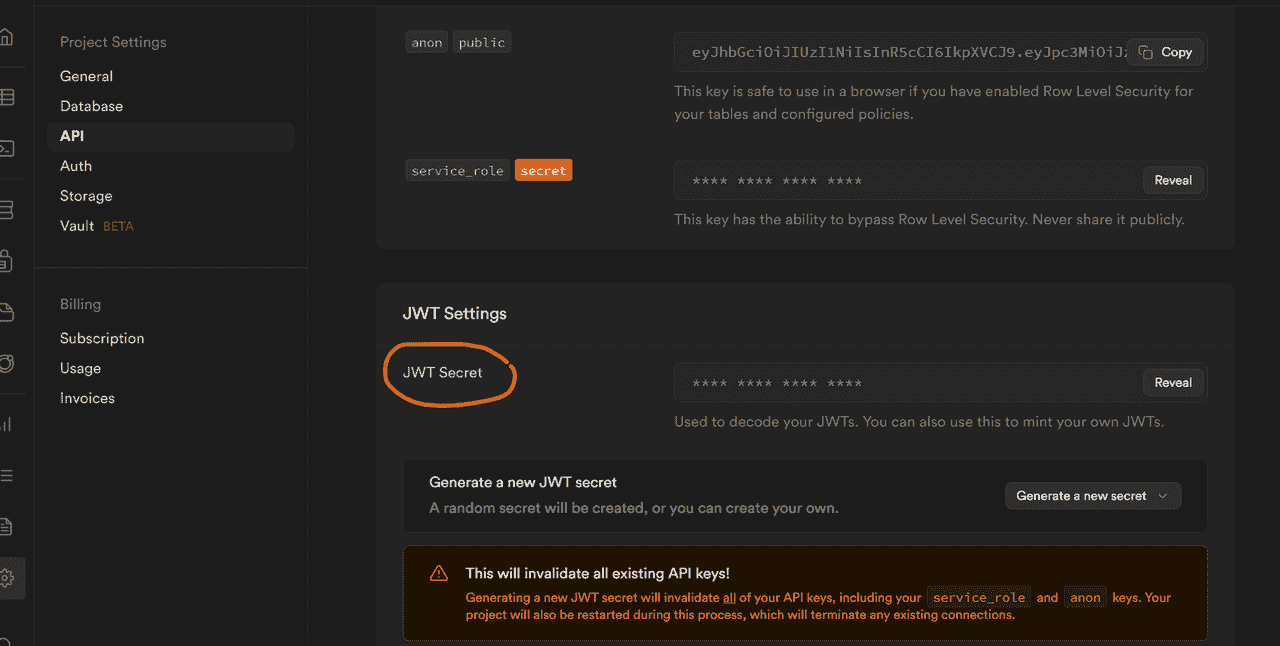 Project Settings
General
Database
API
Auth
Storage
Vault BETA
Billing
Subscription
Usage
Invoices
anon public
eyJhbGciOiJIUzI1NiIsInR5cCI6IkpXVCJ9.eyJpc3MiOiJz Copy
This key is safe to use in a browser if you have enabled Row Level Security for
your tables and configured policies.
service_role secret
**** **** **** **** Reveal
This key has the ability to bypass Row Level Security. Never share it publicly.
JWT Settings
JWT Secret
**** **** **** **** Reveal
Used to decode your JWTs. You can also use this to mint your own JWTs.
Generate a new JWT secret
A random secret will be created, or you can create your own.
Generate a new secret
This will invalidate all existing API keys!
Generating a new JWT secret will invalidate all of your API keys, including your service_role and anon keys. Your
project will also be restarted during this process, which will terminate any existing connections.